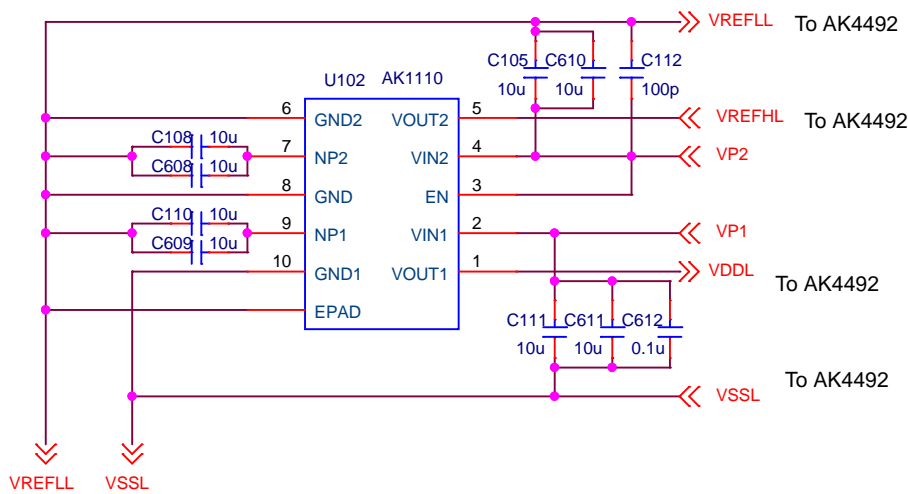 VREFLL To AK4492
C105 C610 C112
10u 10u 100p
U102 AK1110
6 GND2 VOUT2 5 VREFHL To AK4492
C108 10u
7 NP2 VIN2 4 VP2
C608 10u
8 GND EN 3
C110 10u
9 NP1 VIN1 2 VP1
C609 10u
10 GND1 VOUT1 1 VDDL To AK4492
EPAD
C111 C611 C612
10u 10u 0.1u
To AK4492
VSSL
VREFLL VSSL